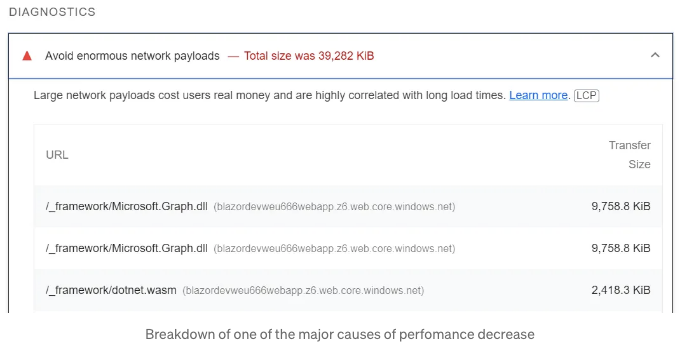 DIAGNOSTICS
Avoid enormous network payloads — Total size was 39,282 KiB
Large network payloads cost users real money and are highly correlated with long load times. Learn more. LCP
URL
Transfer
Size
/_framework/Microsoft.Graph.dll (blazordevweu666webapp.z6.web.core.windows.net) 9,758.8 KiB
/_framework/Microsoft.Graph.dll (blazordevweu666webapp.z6.web.core.windows.net) 9,758.8 KiB
/_framework/dotnet.wasm (blazordevweu666webapp.z6.web.core.windows.net) 2,418.3 KiB
Breakdown of one of the major causes of perfomance decrease